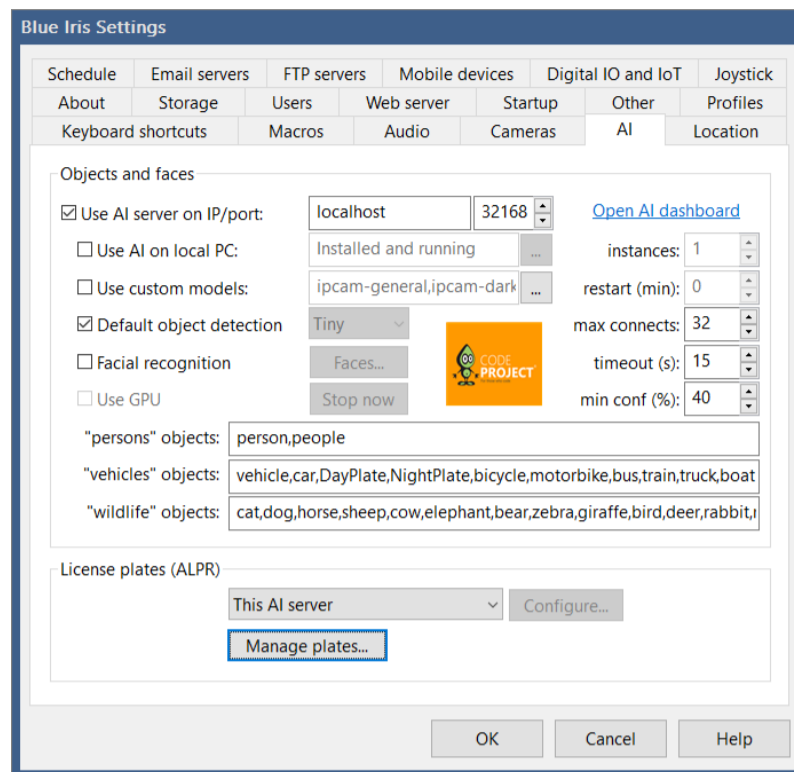 Blue Iris Settings
Schedule Email servers FTP servers Mobile devices Digital IO and IoT Joystick
About Storage Users Web server Startup Other Profiles
Keyboard shortcuts Macros Audio Cameras AI Location
Objects and faces
Use AI server on IP/port: localhost 32168 Open AI dashboard
Use AI on local PC: Installed and running ... instances: 1
Use custom models: ipcam-general,ipcam-dark ... restart (min): 0
Default object detection Tiny max connects: 32
CODE
PROJECT
Facial recognition Faces... timeout (s): 15
Use GPU Stop now min conf (%): 40
"persons" objects: person,people
"vehicles" objects: vehicle,car,DayPlate,NightPlate,bicycle,motorbike,bus,train,truck,boat
"wildlife" objects: cat,dog,horse,sheep,cow,elephant,bear,zebra,giraffe,bird,deer,rabbit,
License plates (ALPR)
This AI server Configure...
Manage plates...
OK Cancel Help